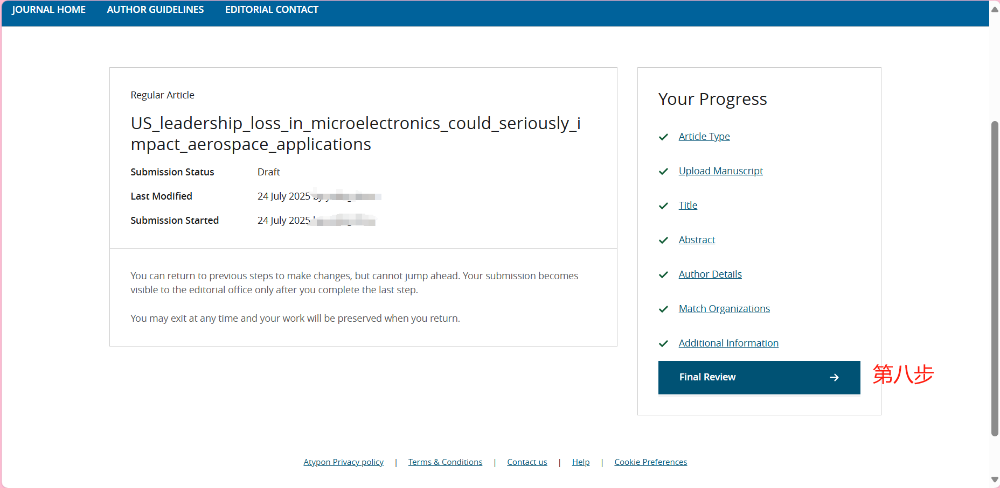 JOURNAL HOME AUTHOR GUIDELINES EDITORIAL CONTACT
Regular Article
US_leadership_loss_in_microelectronics_could_seriously_i
mpact_aerospace_applications
Submission Status Draft
Last Modified 24 July 2025
Submission Started 24 July 2025
You can return to previous steps to make changes, but cannot jump ahead. Your submission becomes
visible to the editorial office only after you complete the last step.
You may exit at any time and your work will be preserved when you return.
Your Progress
Article Type
Upload Manuscript
Title
Abstract
Author Details
Match Organizations
Additional Information
Final Review
第八步
Atypon Privacy policy | Terms & Conditions | Contact us | Help | Cookie Preferences